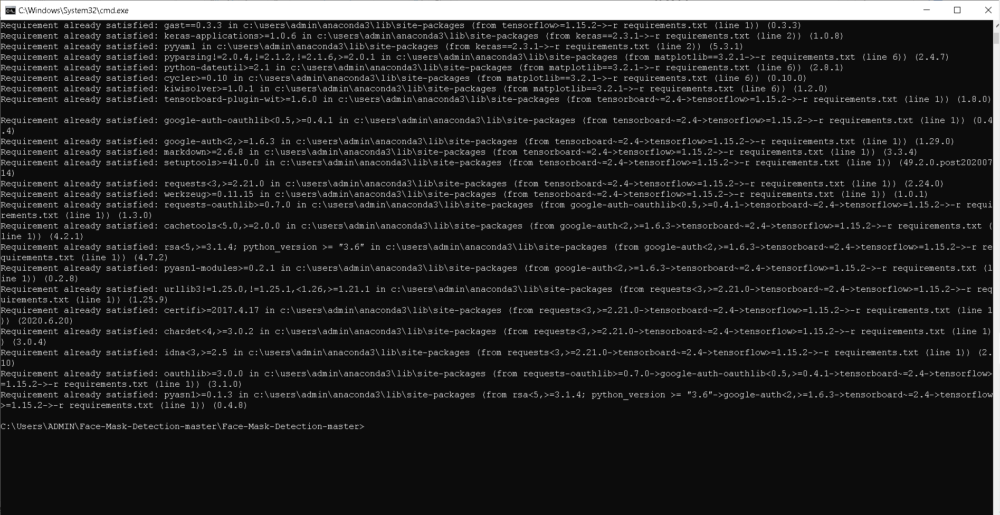 C:\Windows\System32\cmd.exe
Requirement already satisfied: gast==0.3.3 in c:\users\admin\anaconda3\lib\site-packages (from tensorflow>=1.15.2->-r requirements.txt (line 1)) (0.3.3)
Requirement already satisfied: keras-applications>=1.0.6 in c:\users\admin\anaconda3\lib\site-packages (from keras==2.3.1->-r requirements.txt (line 2)) (1.0.8)
Requirement already satisfied: pyyaml in c:\users\admin\anaconda3\lib\site-packages (from keras==2.3.1->-r requirements.txt (line 2)) (5.3.1)
Requirement already satisfied: pyparsing!=2.0.4,!=2.1.2,!=2.1.6,>=2.0.1 in c:\users\admin\anaconda3\lib\site-packages (from matplotlib==3.2.1->-r requirements.txt (line 6)) (2.4.7)
Requirement already satisfied: python-dateutil>=2.1 in c:\users\admin\anaconda3\lib\site-packages (from matplotlib==3.2.1->-r requirements.txt (line 6)) (2.8.1)
Requirement already satisfied: cycler>=0.10 in c:\users\admin\anaconda3\lib\site-packages (from matplotlib==3.2.1->-r requirements.txt (line 6)) (0.10.0)
Requirement already satisfied: kiwisolver>=1.0.1 in c:\users\admin\anaconda3\lib\site-packages (from matplotlib==3.2.1->-r requirements.txt (line 6)) (1.2.0)
Requirement already satisfied: tensorboard-plugin-wit>=1.6.0 in c:\users\admin\anaconda3\lib\site-packages (from tensorboard~=2.4->tensorflow>=1.15.2->-r requirements.txt (line 1)) (1.8.0)
Requirement already satisfied: google-auth-oauthlib<0.5,>=0.4.1 in c:\users\admin\anaconda3\lib\site-packages (from tensorboard~=2.4->tensorflow>=1.15.2->-r requirements.txt (line 1)) (0.4
.4)
Requirement already satisfied: google-auth<2,>=1.6.3 in c:\users\admin\anaconda3\lib\site-packages (from tensorboard~=2.4->tensorflow>=1.15.2->-r requirements.txt (line 1)) (1.29.0)
Requirement already satisfied: markdown>=2.6.8 in c:\users\admin\anaconda3\lib\site-packages (from tensorboard~=2.4->tensorflow>=1.15.2->-r requirements.txt (line 1)) (3.3.4)
Requirement already satisfied: setuptools>=41.0.0 in c:\users\admin\anaconda3\lib\site-packages (from tensorboard~=2.4->tensorflow>=1.15.2->-r requirements.txt (line 1)) (49.2.0.post202007
14)
Requirement already satisfied: requests<3,>=2.21.0 in c:\users\admin\anaconda3\lib\site-packages (from tensorboard~=2.4->tensorflow>=1.15.2->-r requirements.txt (line 1)) (2.24.0)
Requirement already satisfied: werkzeug>=0.11.15 in c:\users\admin\anaconda3\lib\site-packages (from tensorboard~=2.4->tensorflow>=1.15.2->-r requirements.txt (line 1)) (1.0.1)
Requirement already satisfied: requests-oauthlib>=0.7.0 in c:\users\admin\anaconda3\lib\site-packages (from google-auth-oauthlib<0.5,>=0.4.1->tensorboard~=2.4->tensorflow>=1.15.2->-r requi
rements.txt (line 1)) (1.3.0)
Requirement already satisfied: cachetools<5.0,>=2.0.0 in c:\users\admin\anaconda3\lib\site-packages (from google-auth<2,>=1.6.3->tensorboard~=2.4->tensorflow>=1.15.2->-r requirements.txt (
line 1)) (4.2.1)
Requirement already satisfied: rsa<5,>=3.1.4; python_version >= "3.6" in c:\users\admin\anaconda3\lib\site-packages (from google-auth<2,>=1.6.3->tensorboard~=2.4->tensorflow>=1.15.2->-r re
quirements.txt (line 1)) (4.7.2)
Requirement already satisfied: pyasn1-modules>=0.2.1 in c:\users\admin\anaconda3\lib\site-packages (from google-auth<2,>=1.6.3->tensorboard~=2.4->tensorflow>=1.15.2->-r requirements.txt (l
ine 1)) (0.2.8)
Requirement already satisfied: urllib3!=1.25.0,!=1.25.1,<1.26,>=1.21.1 in c:\users\admin\anaconda3\lib\site-packages (from requests<3,>=2.21.0->tensorboard~=2.4->tensorflow>=1.15.2->-r req
uirements.txt (line 1)) (1.25.9)
Requirement already satisfied: certifi>=2017.4.17 in c:\users\admin\anaconda3\lib\site-packages (from requests<3,>=2.21.0->tensorboard~=2.4->tensorflow>=1.15.2->-r requirements.txt (line 1
)) (2020.6.20)
Requirement already satisfied: chardet<4,>=3.0.2 in c:\users\admin\anaconda3\lib\site-packages (from requests<3,>=2.21.0->tensorboard~=2.4->tensorflow>=1.15.2->-r requirements.txt (line 1)
) (3.0.4)
Requirement already satisfied: idna<3,>=2.5 in c:\users\admin\anaconda3\lib\site-packages (from requests<3,>=2.21.0->tensorboard~=2.4->tensorflow>=1.15.2->-r requirements.txt (line 1)) (2.
10)
Requirement already satisfied: oauthlib>=3.0.0 in c:\users\admin\anaconda3\lib\site-packages (from requests-oauthlib>=0.7.0->google-auth-oauthlib<0.5,>=0.4.1->tensorboard~=2.4->tensorflow>
=1.15.2->-r requirements.txt (line 1)) (3.1.0)
Requirement already satisfied: pyasn1>=0.1.3 in c:\users\admin\anaconda3\lib\site-packages (from rsa<5,>=3.1.4; python_version >= "3.6"->google-auth<2,>=1.6.3->tensorboard~=2.4->tensorflow
>=1.15.2->-r requirements.txt (line 1)) (0.4.8)
C:\Users\ADMIN\Face-Mask-Detection-master\Face-Mask-Detection-master>